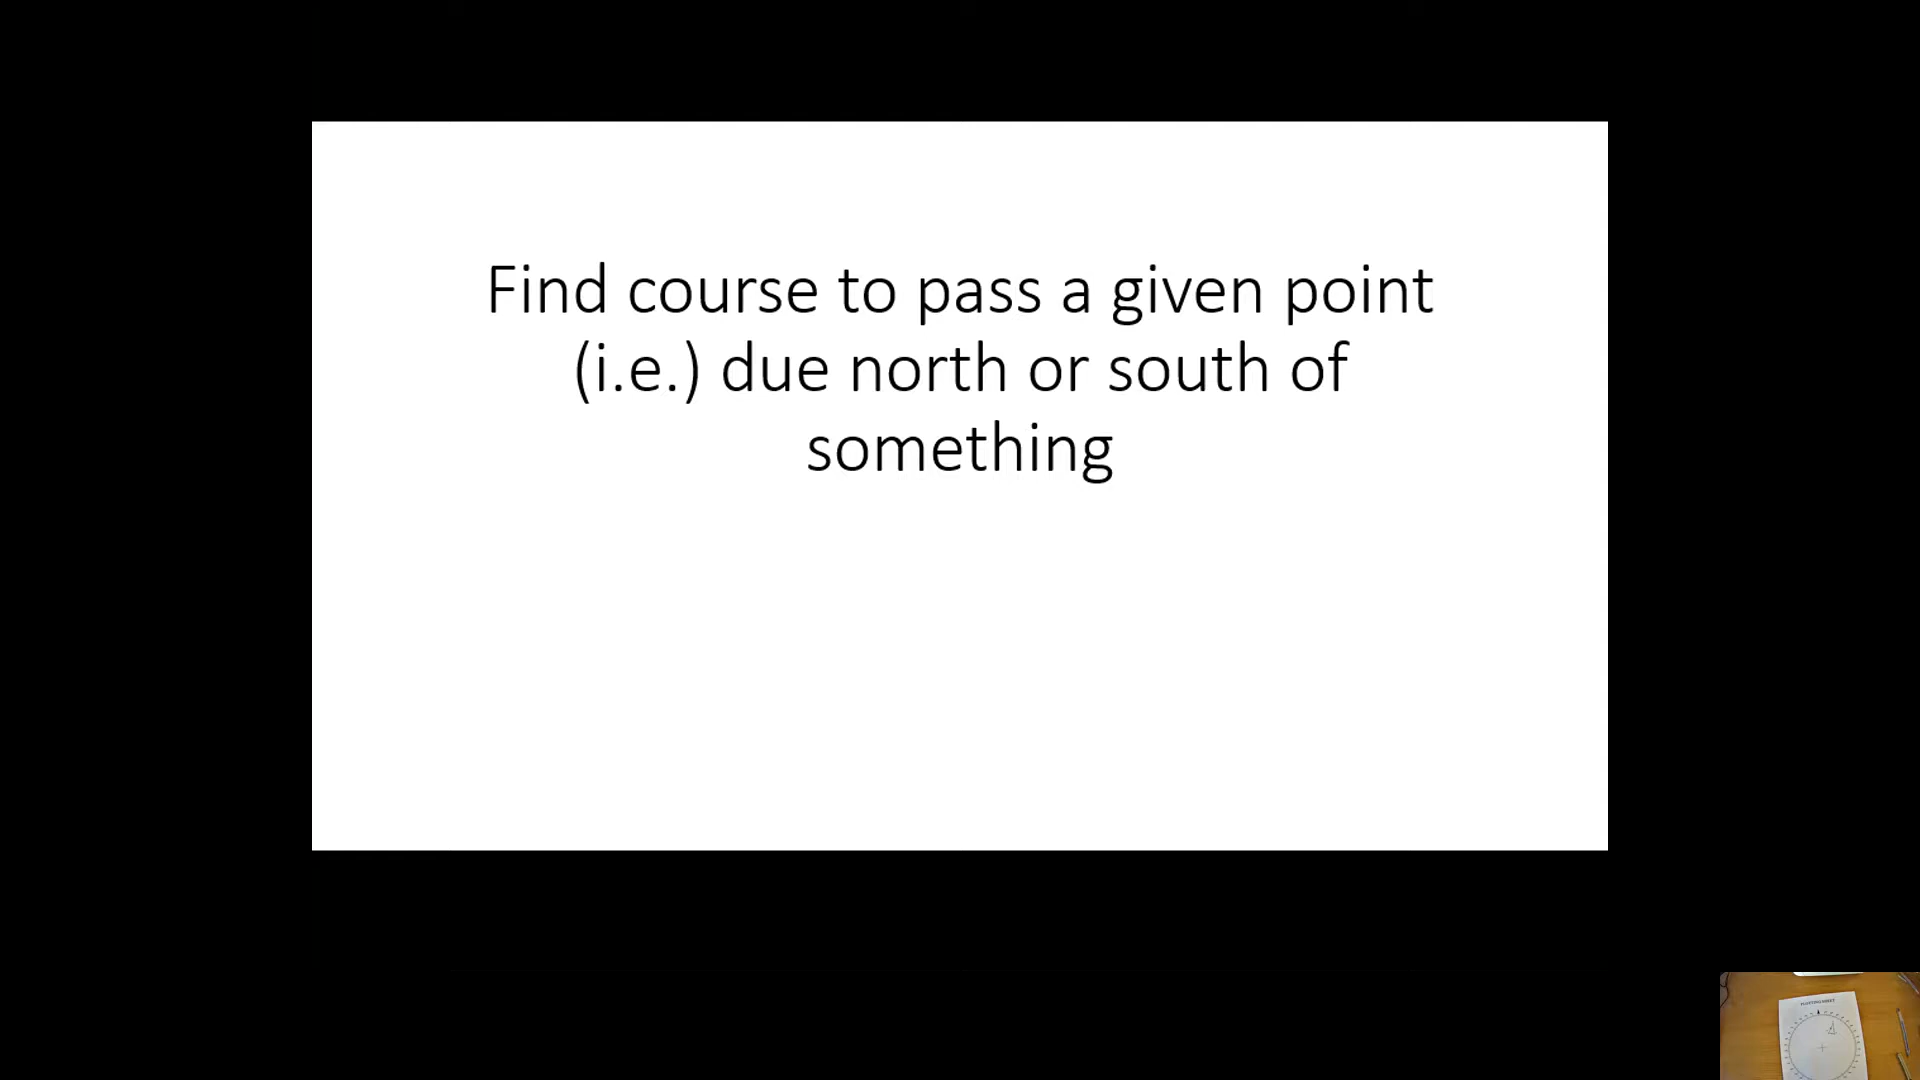 Find course to pass a given point
(i.e.) due north or south of
something